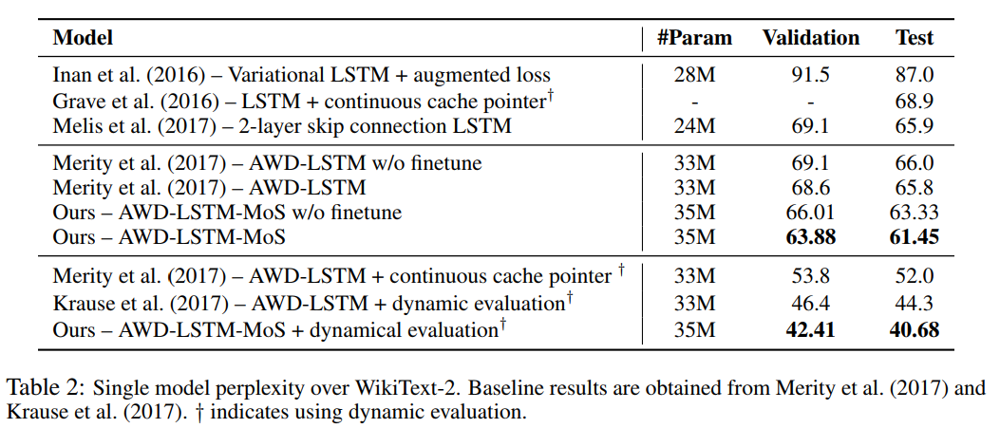 Model #Param Validation Test
Inan et al. (2016) – Variational LSTM + augmented loss 28M 91.5 87.0
Grave et al. (2016) – LSTM + continuous cache pointer† - - 68.9
Melis et al. (2017) – 2-layer skip connection LSTM 24M 69.1 65.9
Merity et al. (2017) – AWD-LSTM w/o finetune 33M 69.1 66.0
Merity et al. (2017) – AWD-LSTM 33M 68.6 65.8
Ours – AWD-LSTM-MoS w/o finetune 35M 66.01 63.33
Ours – AWD-LSTM-MoS 35M 63.88 61.45
Merity et al. (2017) – AWD-LSTM + continuous cache pointer † 33M 53.8 52.0
Krause et al. (2017) – AWD-LSTM + dynamic evaluation† 33M 46.4 44.3
Ours – AWD-LSTM-MoS + dynamical evaluation† 35M 42.41 40.68
Table 2: Single model perplexity over WikiText-2. Baseline results are obtained from Merity et al. (2017) and
Krause et al. (2017). † indicates using dynamic evaluation.